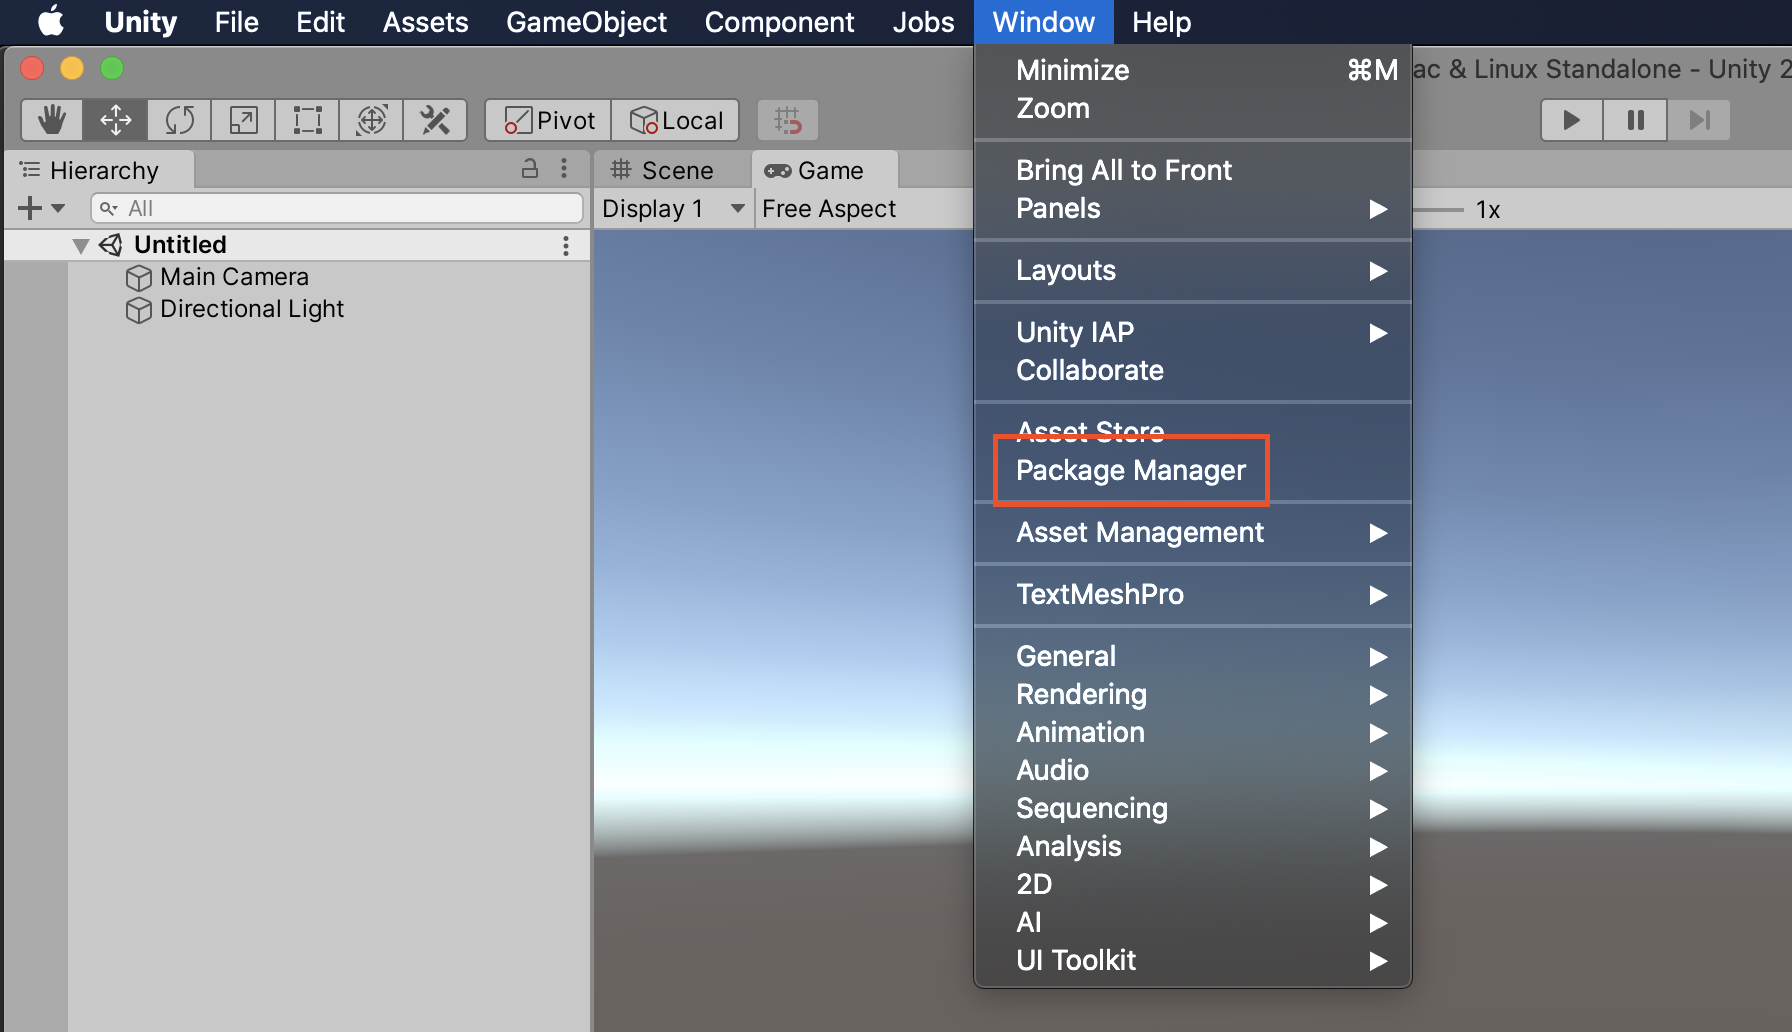 Unity File Edit Assets GameObject Component Jobs Window Help
ac & Linux Standalone - Unity 2
Pivot Local
Hierarchy
All
Untitled
Main Camera
Directional Light
Scene Game
Display 1 Free Aspect 1x
Minimize ⌘M
Zoom
Bring All to Front
Panels
Layouts
Unity IAP
Collaborate
Asset Store
Package Manager
Asset Management
TextMeshPro
General
Rendering
Animation
Audio
Sequencing
Analysis
2D
AI
UI Toolkit